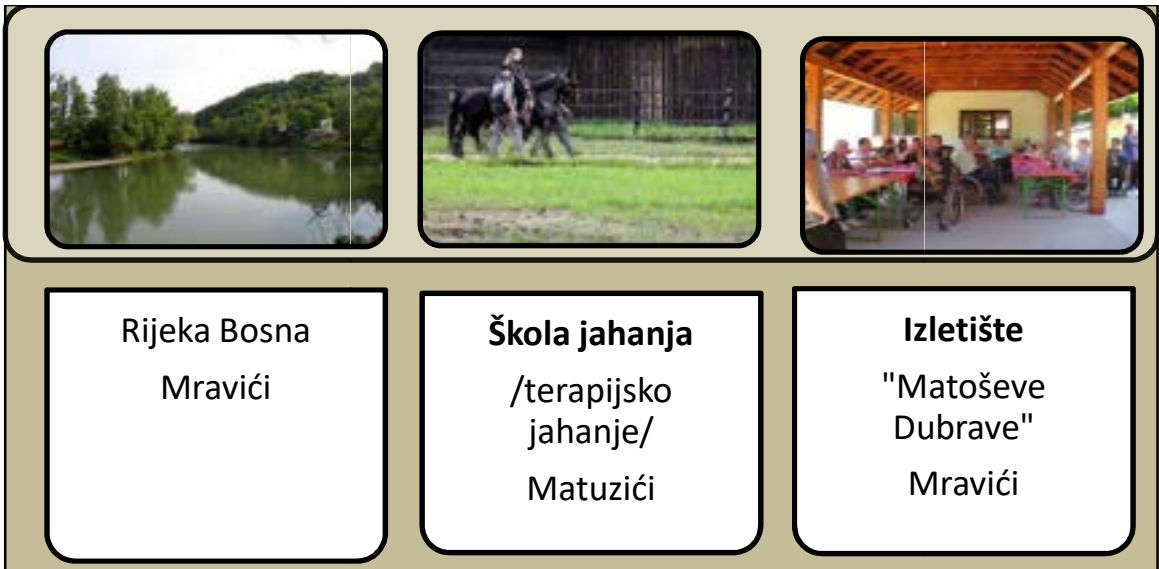 Rijeka Bosna
Mravići
Škola jahanja
/terapijsko
jahanje/
Matuzići
Izletište
"Matoševe
Dubrave"
Mravići